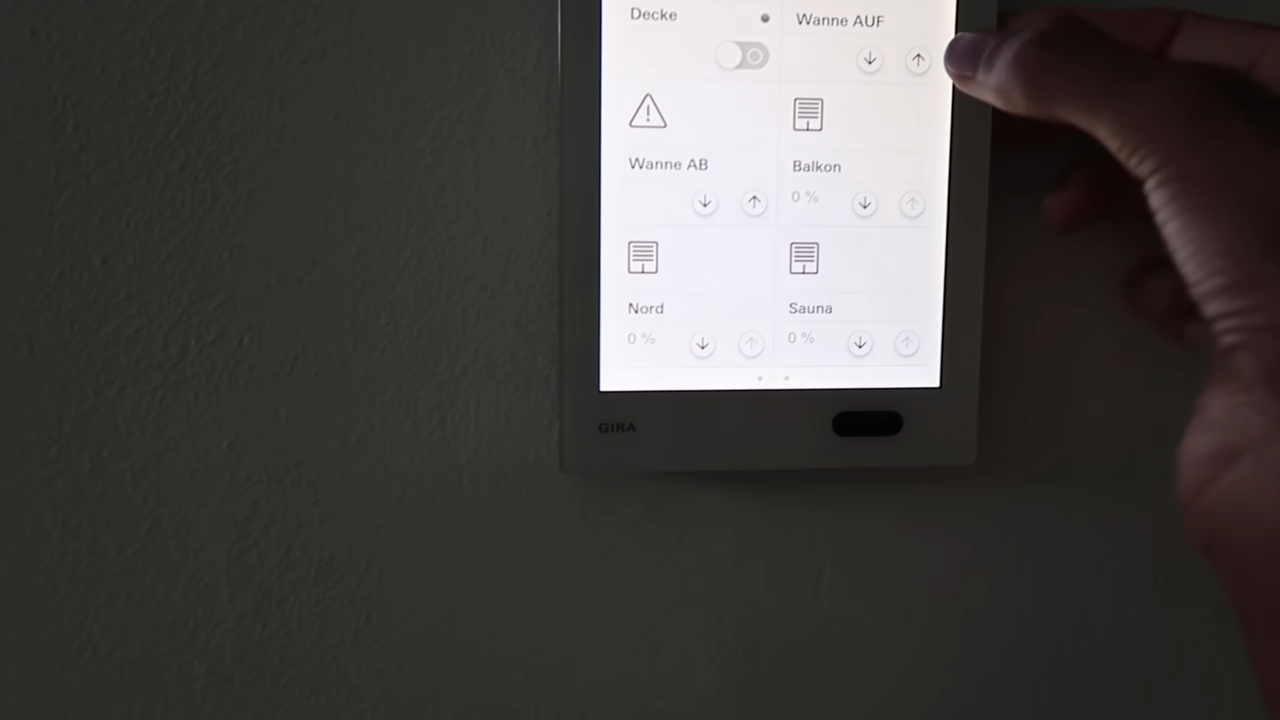 Decke
Wanne AUF
Wanne AB
Balkon
0 %
Nord
Sauna
0 %
0 %
GIRA